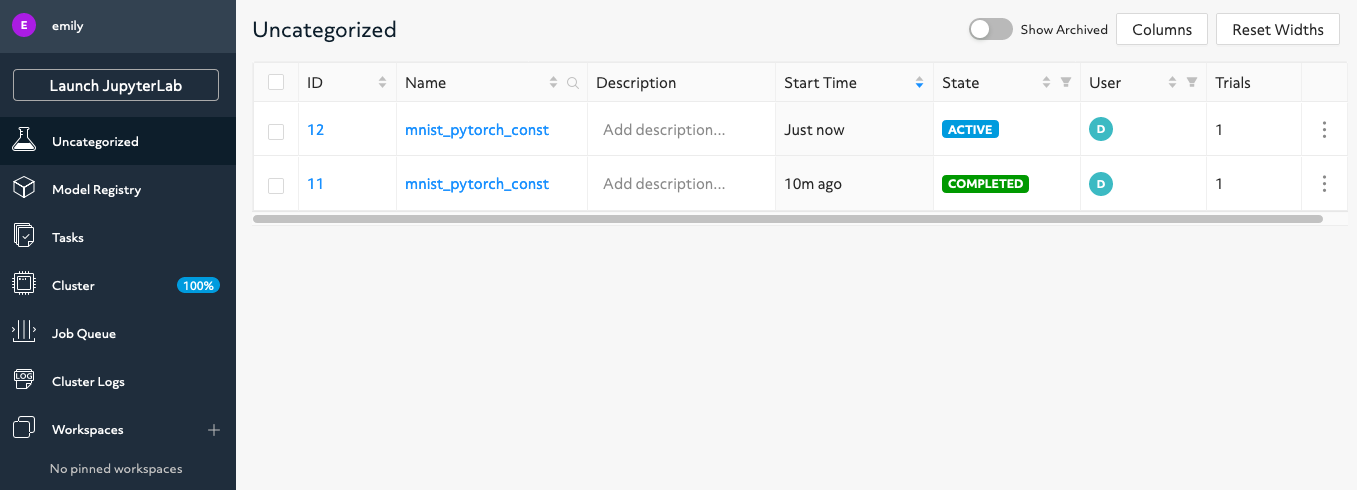 E emily
Launch JupyterLab
Uncategorized
Model Registry
Tasks
Cluster 100%
Job Queue
LOG Cluster Logs
Workspaces
No pinned workspaces
Uncategorized
Show Archived Columns Reset Widths
ID Name Description Start Time State User Trials
12 mnist_pytorch_const Add description... Just now ACTIVE D 1
11 mnist_pytorch_const Add description... 10m ago COMPLETED D 1